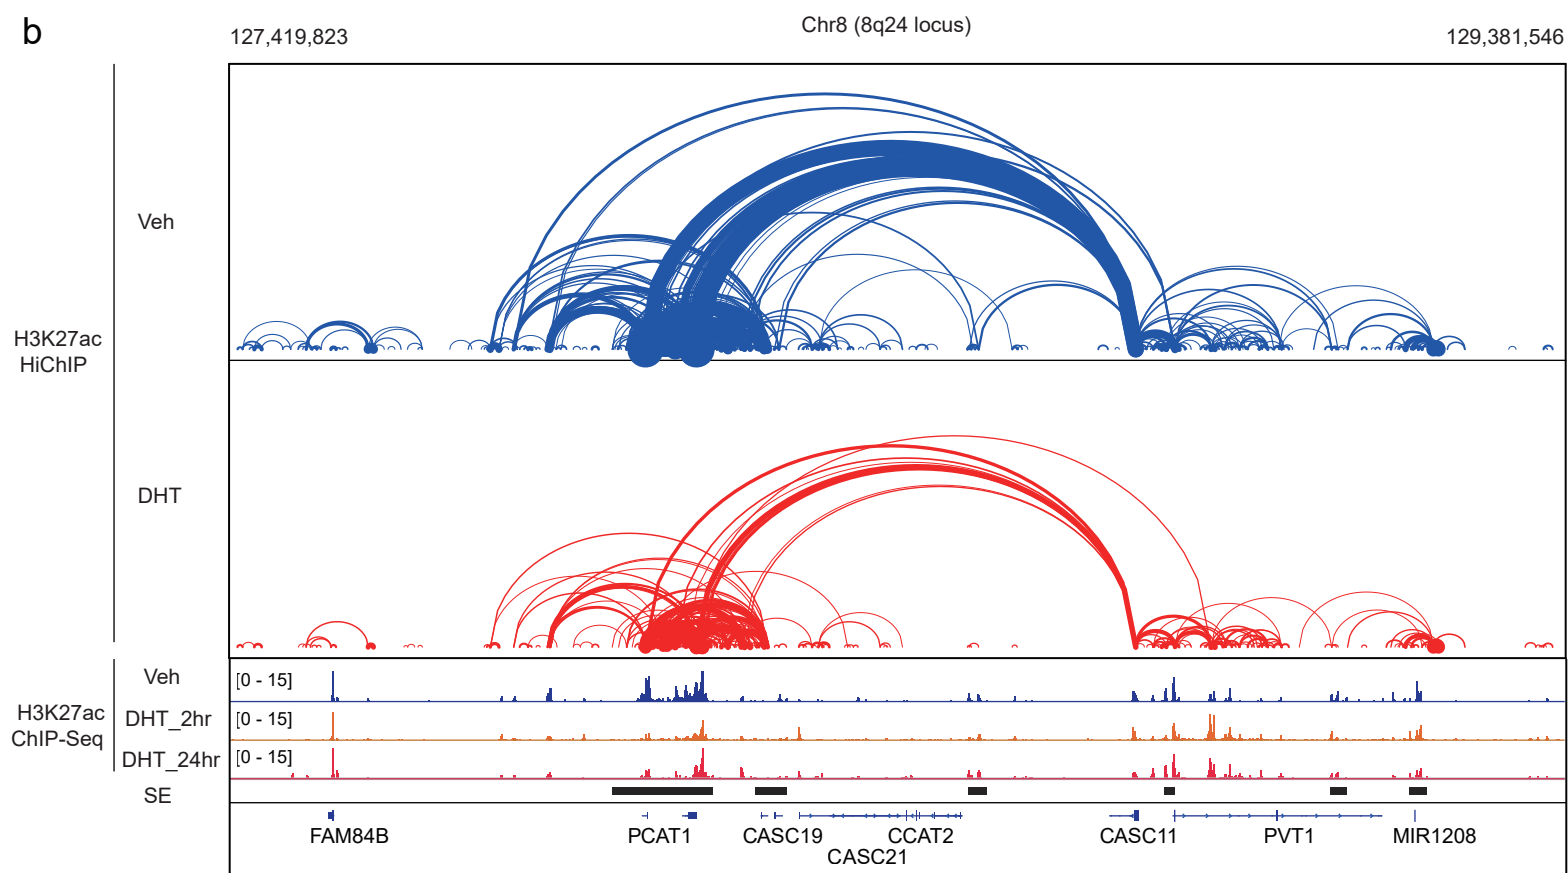 b
Chr8 (8q24 locus)
127,419,823
129,381,546
Veh
H3K27ac
HiChIP
DHT
H3K27ac
ChIP-Seq
Veh
[0 - 15]
DHT_2hr
[0 - 15]
DHT_24hr
[0 - 15]
SE
FAM84B
PCAT1
CASC19
CCAT2
CASC11
PVT1
MIR1208
CASC21